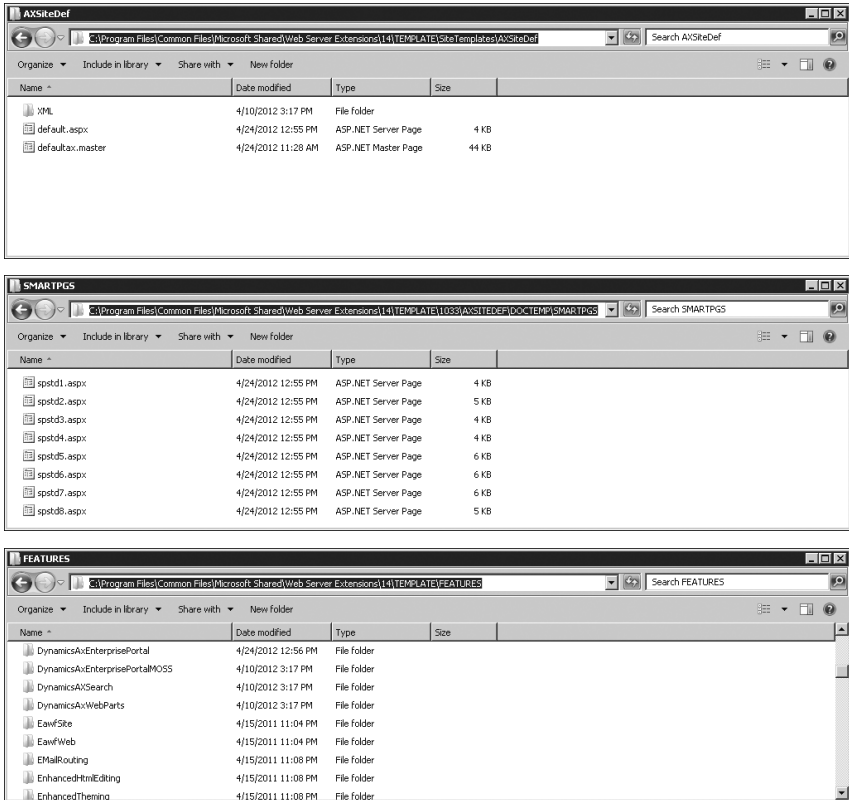 AXSiteDef
C:\Program Files\Common Files\Microsoft Shared\Web Server Extensions\14\TEMPLATE\SiteTemplates\AXSiteDef
Search AXSiteDef
Organize Include in library Share with New folder
Name Date modified Type Size
XML 4/10/2012 3:17 PM File folder
default.aspx 4/24/2012 12:55 PM ASP.NET Server Page 4 KB
defaultax.master 4/24/2012 11:28 AM ASP.NET Master Page 44 KB
SMARTPGS
C:\Program Files\Common Files\Microsoft Shared\Web Server Extensions\14\TEMPLATE\1033\AXSITEDEF\DOCTEMP\SMARTPGS
Search SMARTPGS
Organize Include in library Share with New folder
Name Date modified Type Size
spstd1.aspx 4/24/2012 12:55 PM ASP.NET Server Page 4 KB
spstd2.aspx 4/24/2012 12:55 PM ASP.NET Server Page 5 KB
spstd3.aspx 4/24/2012 12:55 PM ASP.NET Server Page 4 KB
spstd4.aspx 4/24/2012 12:55 PM ASP.NET Server Page 4 KB
spstd5.aspx 4/24/2012 12:55 PM ASP.NET Server Page 6 KB
spstd6.aspx 4/24/2012 12:55 PM ASP.NET Server Page 6 KB
spstd7.aspx 4/24/2012 12:55 PM ASP.NET Server Page 6 KB
spstd8.aspx 4/24/2012 12:55 PM ASP.NET Server Page 5 KB
FEATURES
C:\Program Files\Common Files\Microsoft Shared\Web Server Extensions\14\TEMPLATE\FEATURES
Search FEATURES
Organize Include in library Share with New folder
Name Date modified Type Size
DynamicsAxEnterprisePortal 4/24/2012 12:56 PM File folder
DynamicsAxEnterprisePortalMOSS 4/10/2012 3:17 PM File folder
DynamicsAXSearch 4/10/2012 3:17 PM File folder
DynamicsAxWebParts 4/10/2012 3:17 PM File folder
EawfSite 4/15/2011 11:04 PM File folder
EawfWeb 4/15/2011 11:04 PM File folder
EMailRouting 4/15/2011 11:08 PM File folder
EnhancedHtmlEditing 4/15/2011 11:08 PM File folder
EnhancedTheming 4/15/2011 11:08 PM File folder